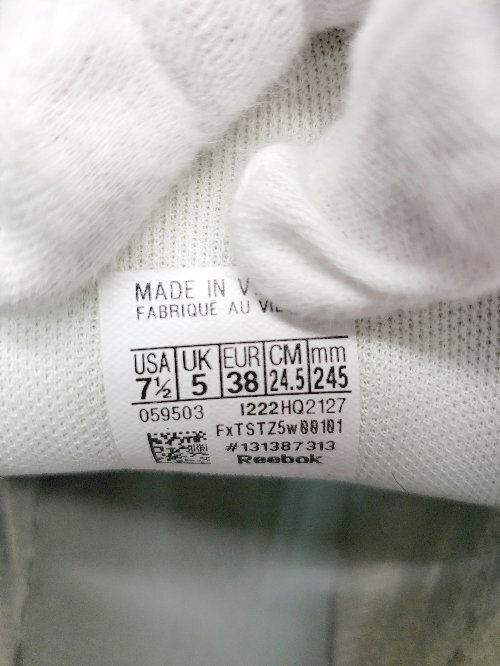 MADE IN V
FABRIQUE AU VIE
USA UK EUR CM mm
7½ 5 38 24.5 245
059503 I222HQ2127
FxTSTZ5w00101
#131387313
Reebok